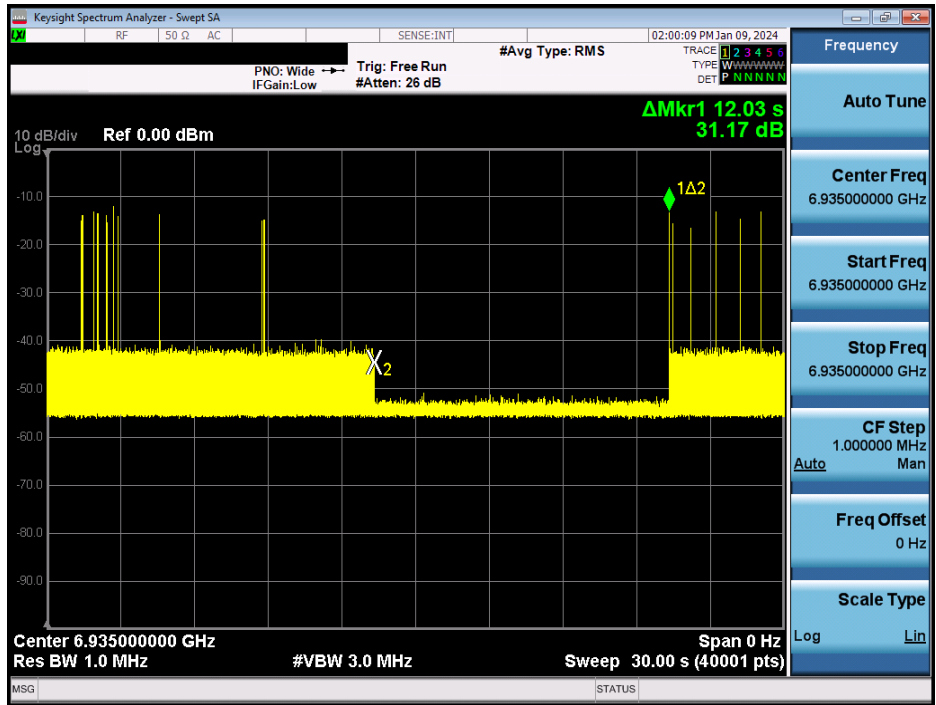 Keysight Spectrum Analyzer - Swept SA
LXI RF 50 Ω AC SENSE:INT 02:00:09 PM Jan 09, 2024
#Avg Type: RMS TRACE 1 2 3 4 5 6
PNO: Wide Trig: Free Run TYPE WWWWWW
IFGain:Low #Atten: 26 dB DET P N N N N N
ΔMkr1 12.03 s
31.17 dB
10 dB/div Ref 0.00 dBm
Log
-10.0
-20.0
-30.0
-40.0
-50.0
-60.0
-70.0
-80.0
-90.0
1Δ2
X2
Center 6.935000000 GHz Span 0 Hz
Res BW 1.0 MHz #VBW 3.0 MHz Sweep 30.00 s (40001 pts)
MSG STATUS
Frequency
Auto Tune
Center Freq
6.935000000 GHz
Start Freq
6.935000000 GHz
Stop Freq
6.935000000 GHz
CF Step
1.000000 MHz
Auto Man
Freq Offset
0 Hz
Scale Type
Log Lin